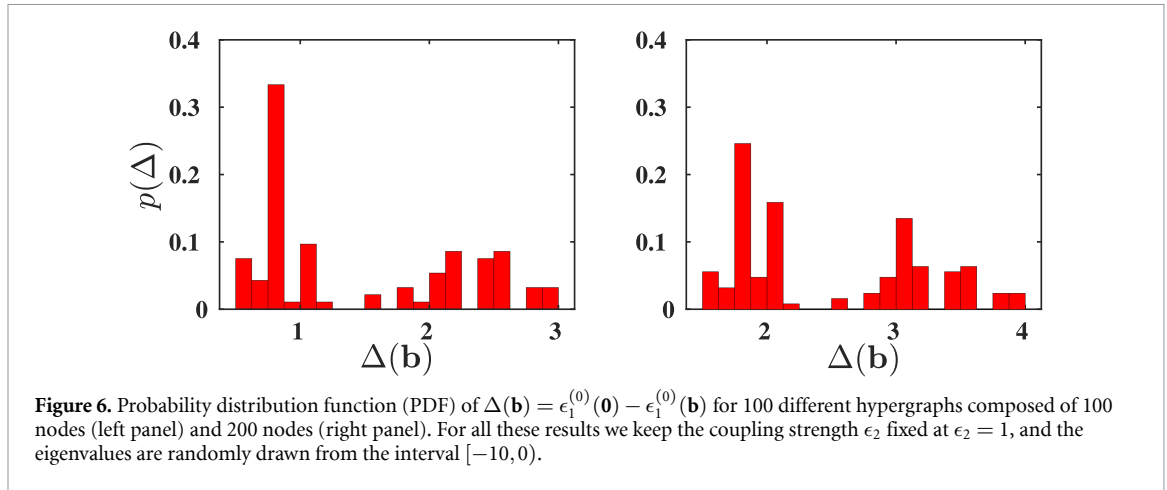 0.4
0.3
0.2
0.1
0
p(Δ)
1
2
3
Δ(b)
0.4
0.3
0.2
0.1
0
2
3
4
Δ(b)
Figure 6. Probability distribution function (PDF) of Δ(b) = ϵ₁⁽⁰⁾(0) − ϵ₁⁽⁰⁾(b) for 100 different hypergraphs composed of 100
nodes (left panel) and 200 nodes (right panel). For all these results we keep the coupling strength ϵ₂ fixed at ϵ₂ = 1, and the
eigenvalues are randomly drawn from the interval [−10, 0).